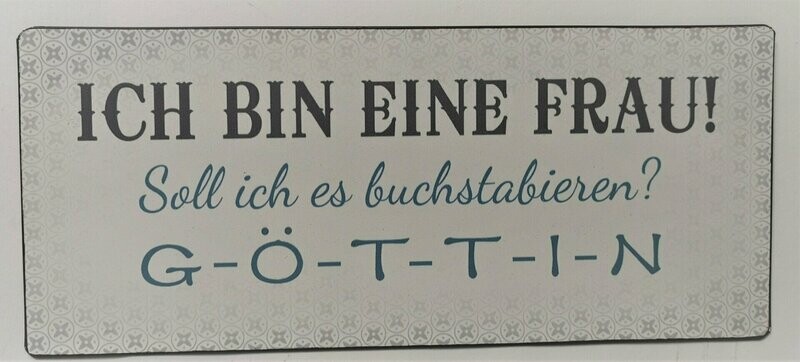 ICH BIN EINE FRAU!
Soll ich es buchstabieren?
G-Ö-T-T-I-N